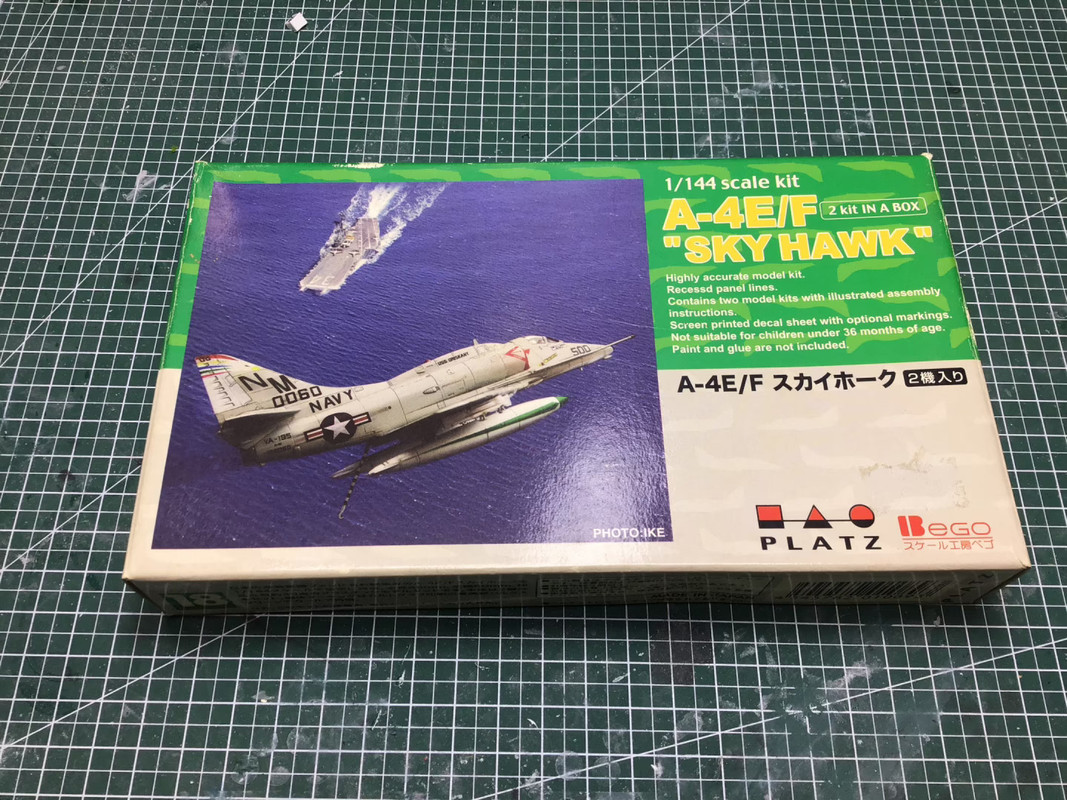 1/144 scale kit
A-4E/F 2 kit IN A BOX
"SKY HAWK"
Highly accurate model kit.
Recessd panel lines.
Contains two model kits with illustrated assembly
instructions.
Screen printed decal sheet with optional markings.
Not suitable for children under 36 months of age.
Paint and glue are not included.
A-4E/F スカイホーク 2機入り
NM
0060
NAVY
500
PHOTO:IKE
PLATZ
BEGO
スケール工房ベゴ